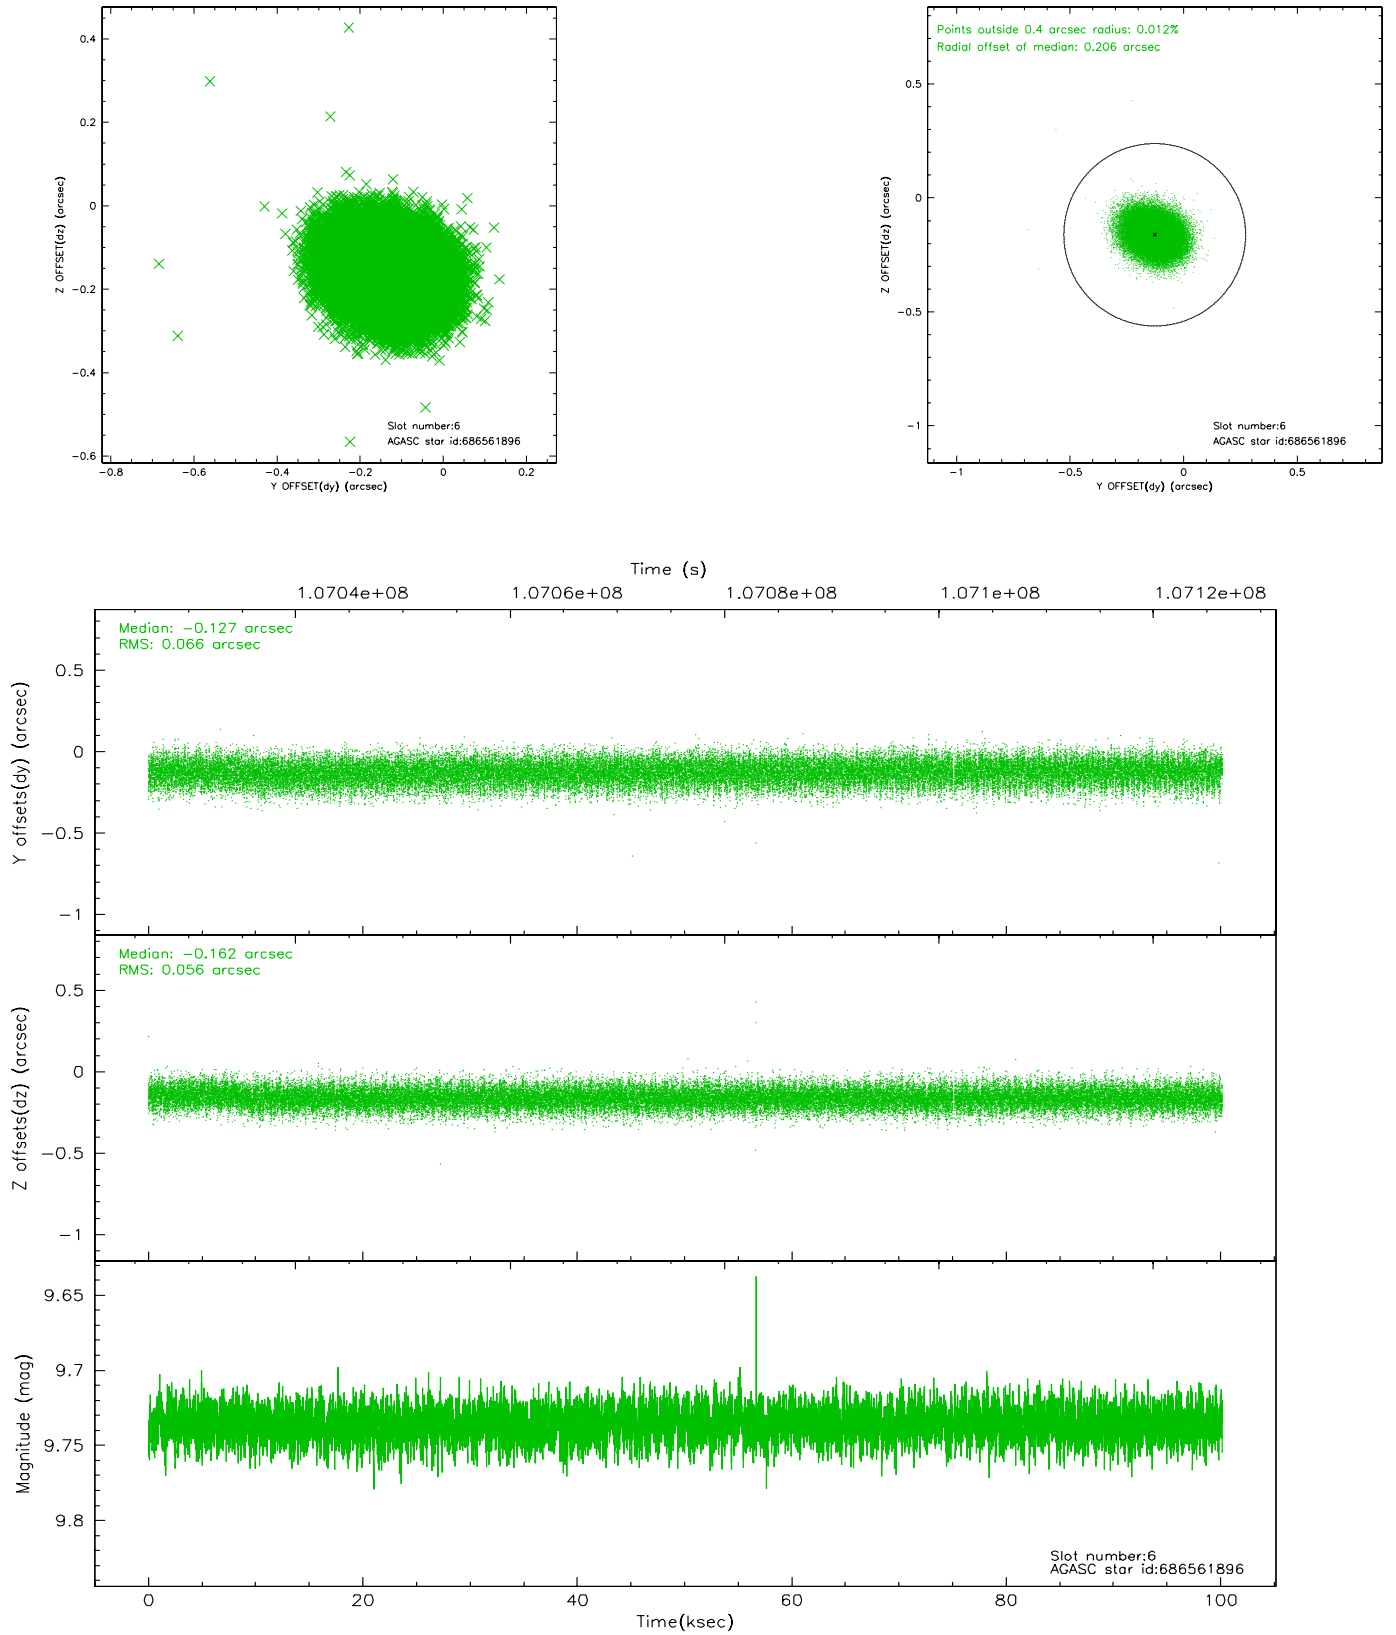 0.4
0.2
0
-0.2
-0.4
-0.6
Z OFFSET(dz) (arcsec)
Slot number:6
AGASC star id:686561896
-0.8 -0.6 -0.4 -0.2 0 0.2
Y OFFSET(dy) (arcsec)
Points outside 0.4 arcsec radius: 0.012%
Radial offset of median: 0.206 arcsec
0.5
0
-0.5
-1
Z OFFSET(dz) (arcsec)
Slot number:6
AGASC star id:686561896
-1 -0.5 0 0.5
Y OFFSET(dy) (arcsec)
Time (s)
1.0704e+08 1.0706e+08 1.0708e+08 1.071e+08 1.0712e+08
Median: -0.127 arcsec
RMS: 0.066 arcsec
0.5
0
-0.5
-1
Y offsets(dy) (arcsec)
Median: -0.162 arcsec
RMS: 0.056 arcsec
0.5
0
-0.5
-1
Z offsets(dz) (arcsec)
9.65
9.7
9.75
9.8
Magnitude (mag)
Slot number:6
AGASC star id:686561896
0 20 40 60 80 100
Time(ksec)